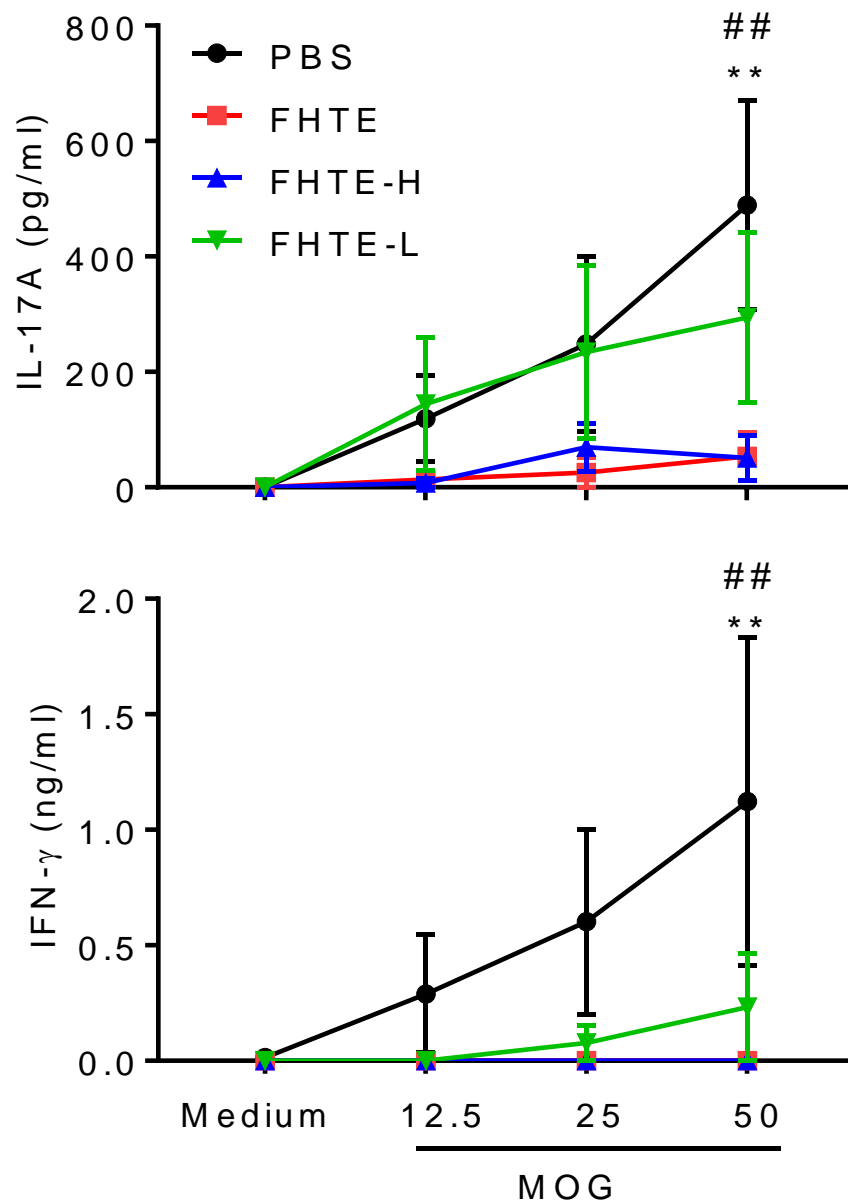 800
##
PBS
**
FHTE
600
FHTE-H
FHTE-L
400
IL-17A (pg/ml)
200
0
##
2.0
**
1.5
IFN-γ (ng/ml)
1.0
0.5
0.0
Medium 12.5 25 50
MOG